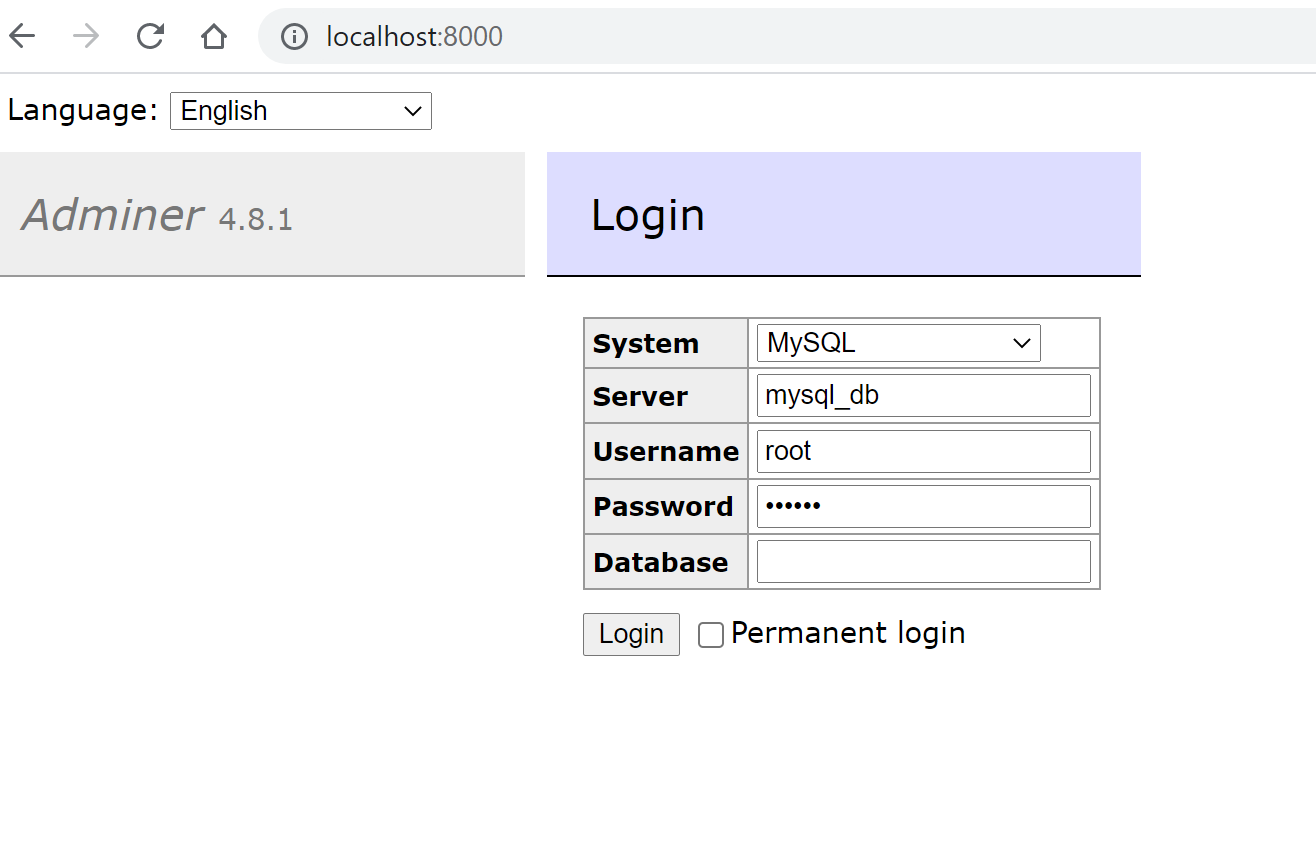 localhost:8000
Language: English
Adminer 4.8.1
Login
System MySQL
Server mysql_db
Username root
Password ••••••
Database
Login Permanent login